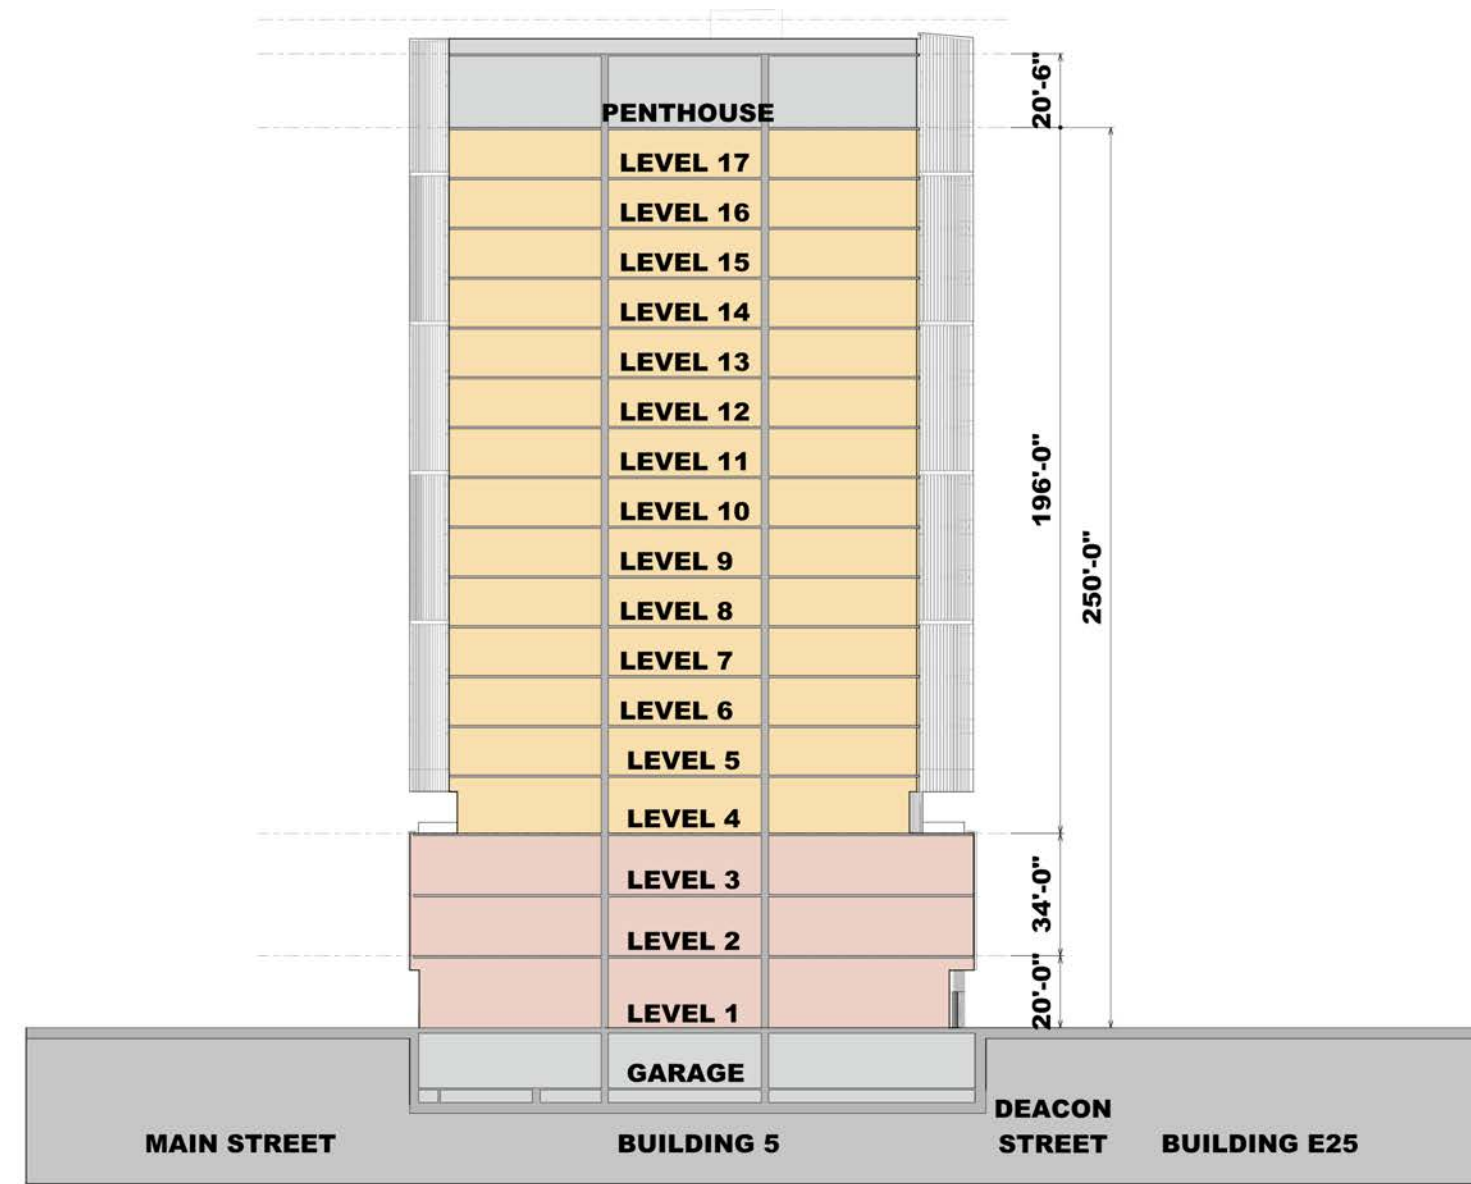 20'-6"
PENTHOUSE
LEVEL 17
LEVEL 16
LEVEL 15
LEVEL 14
LEVEL 13
LEVEL 12
LEVEL 11
196'-0"
LEVEL 10
LEVEL 9
250'-0"
LEVEL 8
LEVEL 7
LEVEL 6
LEVEL 5
LEVEL 4
LEVEL 3
34'-0"
LEVEL 2
20'-0"
LEVEL 1
GARAGE
MAIN STREET
BUILDING 5
DEACON
STREET
BUILDING E25